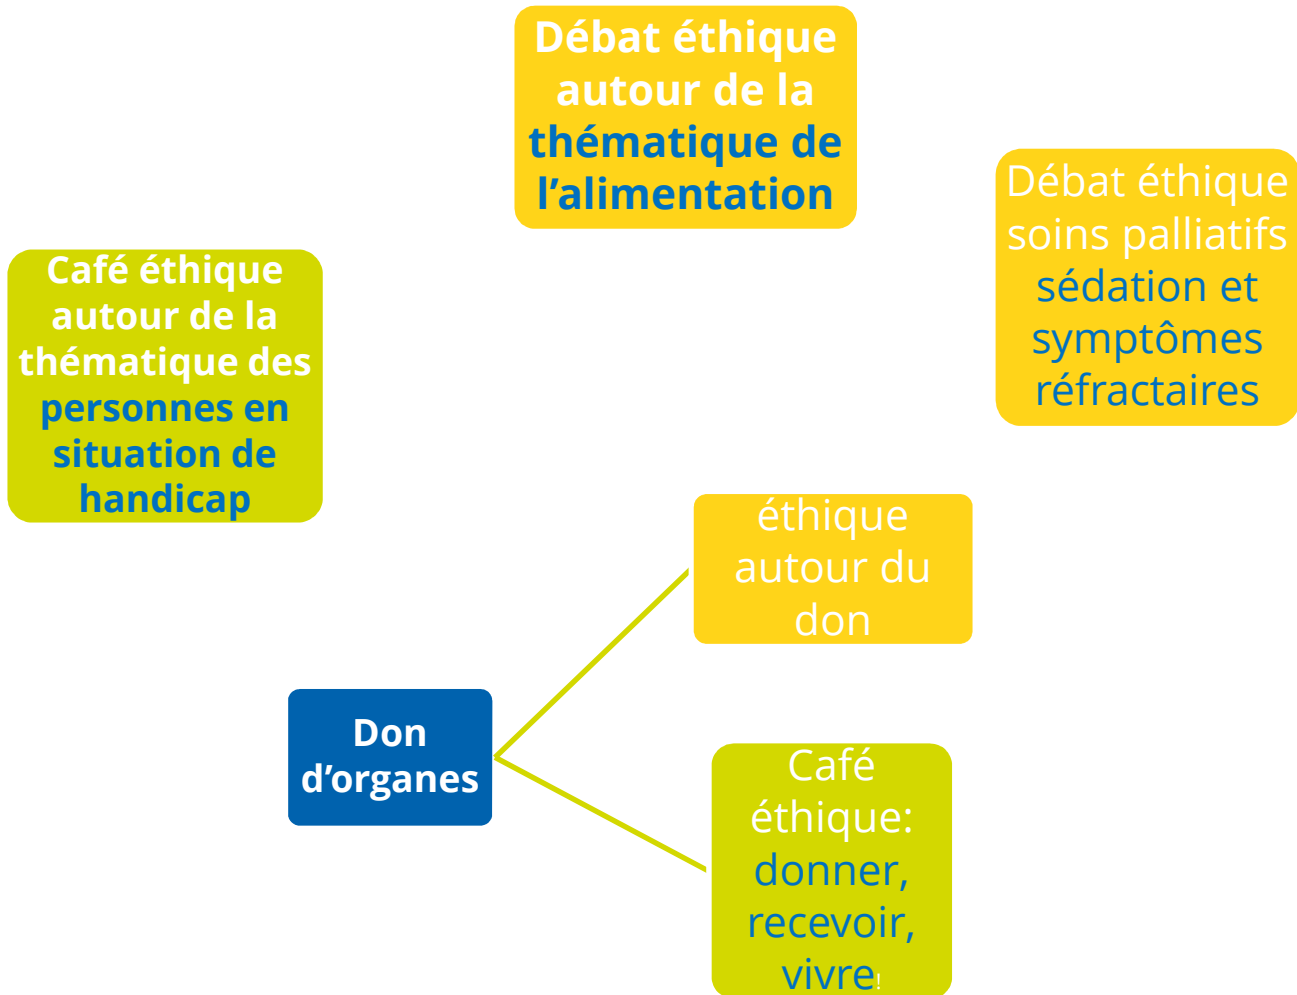 Débat éthique
autour de la
thématique de
l’alimentation
Débat éthique
soins palliatifs
sédation et
symptômes
réfractaires
Café éthique
autour de la
thématique des
personnes en
situation de
handicap
éthique
autour du
don
Don
d’organes
Café
éthique:
donner,
recevoir,
vivre!